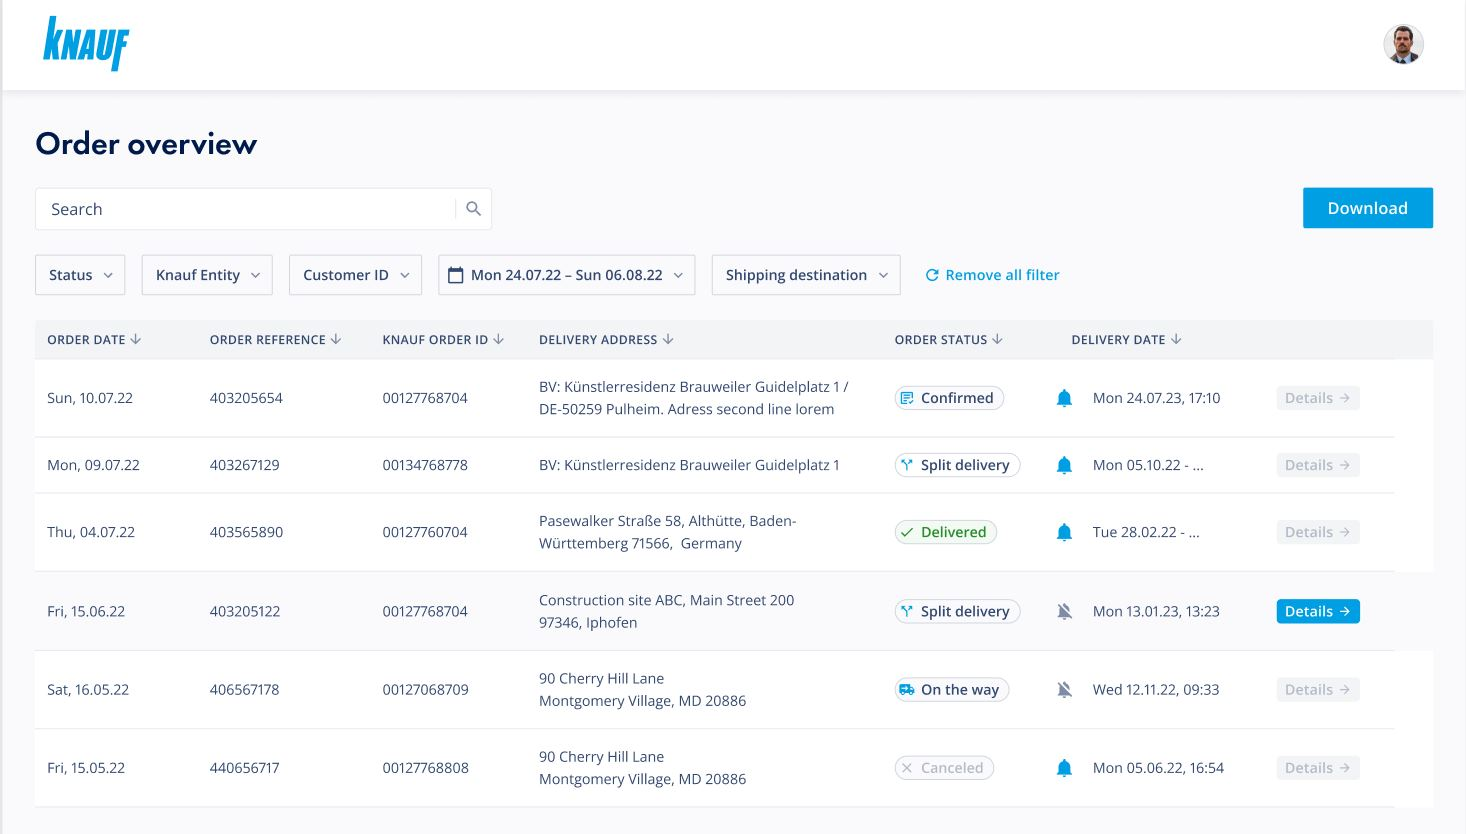 KNAUF
Order overview
Search
Download
Status
Knauf Entity
Customer ID
Mon 24.07.22 – Sun 06.08.22
Shipping destination
Remove all filter
ORDER DATE
ORDER REFERENCE
KNAUF ORDER ID
DELIVERY ADDRESS
ORDER STATUS
DELIVERY DATE
Sun, 10.07.22
403205654
00127768704
BV: Künstlerresidenz Brauweiler Guidelplatz 1 /
DE-50259 Pulheim. Adress second line lorem
Confirmed
Mon 24.07.23, 17:10
Details
Mon, 09.07.22
403267129
00134768778
BV: Künstlerresidenz Brauweiler Guidelplatz 1
Split delivery
Mon 05.10.22 - ...
Details
Thu, 04.07.22
403565890
00127760704
Pasewalker Straße 58, Althütte, Baden-
Württemberg 71566, Germany
Delivered
Tue 28.02.22 - ...
Details
Fri, 15.06.22
403205122
00127768704
Construction site ABC, Main Street 200
97346, Iphofen
Split delivery
Mon 13.01.23, 13:23
Details
Sat, 16.05.22
406567178
00127068709
90 Cherry Hill Lane
Montgomery Village, MD 20886
On the way
Wed 12.11.22, 09:33
Details
Fri, 15.05.22
440656717
00127768808
90 Cherry Hill Lane
Montgomery Village, MD 20886
Canceled
Mon 05.06.22, 16:54
Details